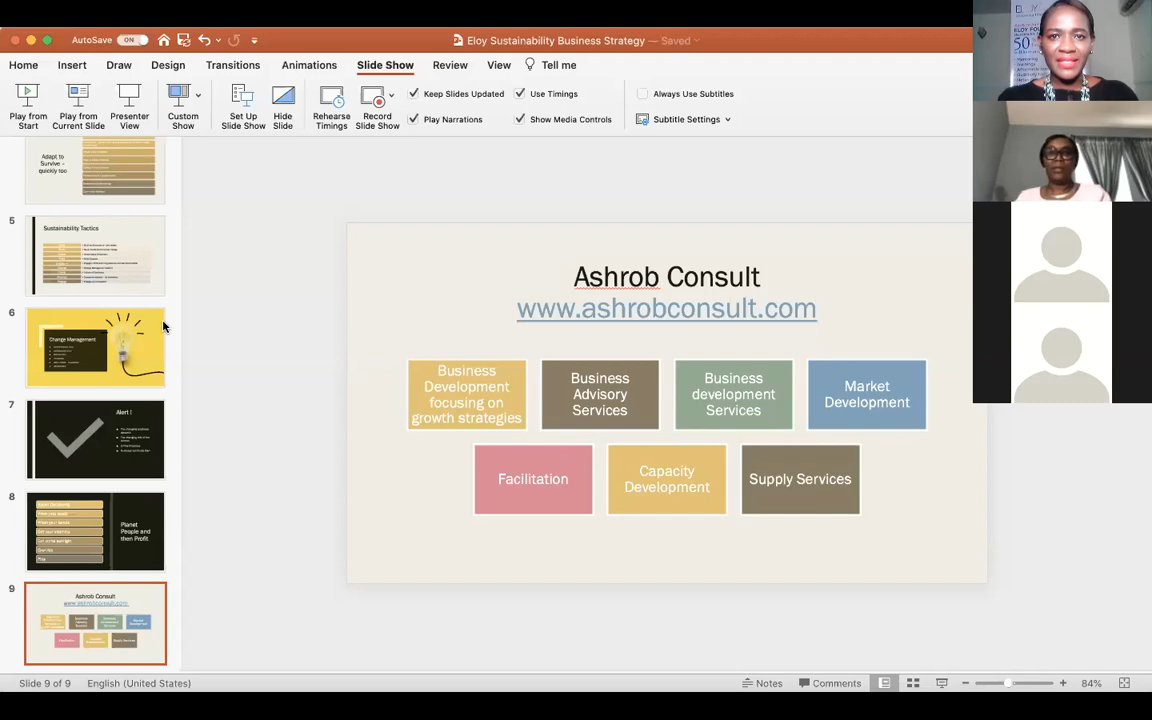 AutoSave ON
Eloy Sustainability Business Strategy — Saved
Home Insert Draw Design Transitions Animations Slide Show Review View Tell me
Play from Start
Play from Current Slide
Presenter View
Custom Show
Set Up Slide Show
Hide Slide
Rehearse Timings
Record Slide Show
Keep Slides Updated
Use Timings
Always Use Subtitles
Play Narrations
Show Media Controls
Subtitle Settings
Adapt to
Survive –
quickly too
5
Sustainability Tactics
6
Change Management
7
Alert !
8
Planet
People and
then Profit
9
Ashrob Consult
www.ashrobconsult.com
Ashrob Consult
www.ashrobconsult.com
Business
Development
focusing on
growth strategies
Business
Advisory
Services
Business
development
Services
Market
Development
Facilitation
Capacity
Development
Supply Services
50
Slide 9 of 9
English (United States)
Notes
Comments
84%